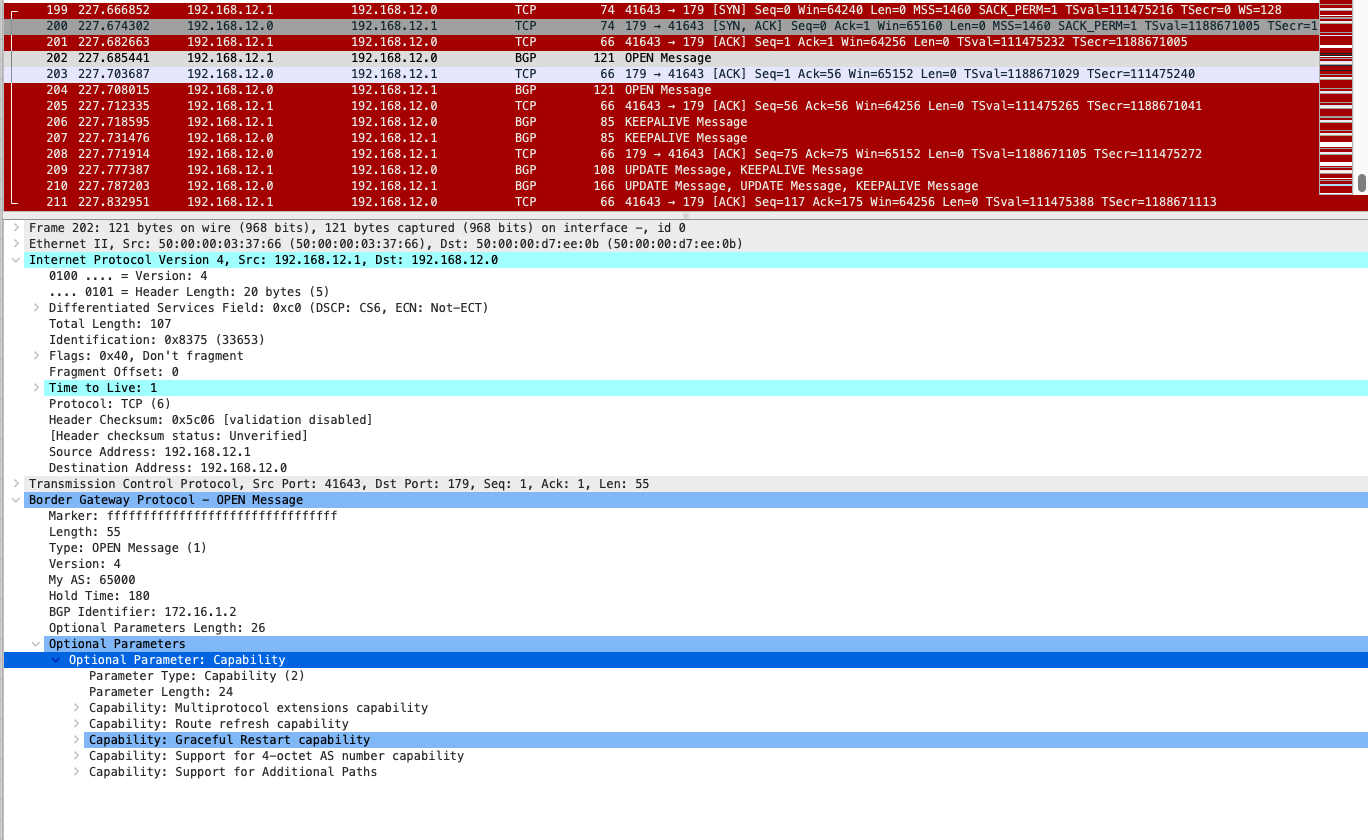 199 227.666852 192.168.12.1 192.168.12.0 TCP 74 41643 → 179 [SYN] Seq=0 Win=64240 Len=0 MSS=1460 SACK_PERM=1 TSval=111475216 TSecr=0 WS=128
200 227.674302 192.168.12.0 192.168.12.1 TCP 74 179 → 41643 [SYN, ACK] Seq=0 Ack=1 Win=65160 Len=0 MSS=1460 SACK_PERM=1 TSval=1188671005 TSecr=1
201 227.682663 192.168.12.1 192.168.12.0 TCP 66 41643 → 179 [ACK] Seq=1 Ack=1 Win=64256 Len=0 TSval=111475232 TSecr=1188671005
202 227.685441 192.168.12.1 192.168.12.0 BGP 121 OPEN Message
203 227.703687 192.168.12.0 192.168.12.1 TCP 66 179 → 41643 [ACK] Seq=1 Ack=56 Win=65152 Len=0 TSval=1188671029 TSecr=111475240
204 227.708015 192.168.12.0 192.168.12.1 BGP 121 OPEN Message
205 227.712335 192.168.12.1 192.168.12.0 TCP 66 41643 → 179 [ACK] Seq=56 Ack=56 Win=64256 Len=0 TSval=111475265 TSecr=1188671041
206 227.718595 192.168.12.1 192.168.12.0 BGP 85 KEEPALIVE Message
207 227.731476 192.168.12.0 192.168.12.1 BGP 85 KEEPALIVE Message
208 227.771914 192.168.12.0 192.168.12.1 TCP 66 179 → 41643 [ACK] Seq=75 Ack=75 Win=65152 Len=0 TSval=1188671105 TSecr=111475272
209 227.777387 192.168.12.1 192.168.12.0 BGP 108 UPDATE Message, KEEPALIVE Message
210 227.787203 192.168.12.0 192.168.12.1 BGP 166 UPDATE Message, UPDATE Message, KEEPALIVE Message
211 227.832951 192.168.12.1 192.168.12.0 TCP 66 41643 → 179 [ACK] Seq=117 Ack=175 Win=64256 Len=0 TSval=111475388 TSecr=1188671113
Frame 202: 121 bytes on wire (968 bits), 121 bytes captured (968 bits) on interface -, id 0
Ethernet II, Src: 50:00:00:03:37:66 (50:00:00:03:37:66), Dst: 50:00:00:d7:ee:0b (50:00:00:d7:ee:0b)
Internet Protocol Version 4, Src: 192.168.12.1, Dst: 192.168.12.0
0100 .... = Version: 4
.... 0101 = Header Length: 20 bytes (5)
Differentiated Services Field: 0xc0 (DSCP: CS6, ECN: Not-ECT)
Total Length: 107
Identification: 0x8375 (33653)
Flags: 0x40, Don't fragment
Fragment Offset: 0
Time to Live: 1
Protocol: TCP (6)
Header Checksum: 0x5c06 [validation disabled]
[Header checksum status: Unverified]
Source Address: 192.168.12.1
Destination Address: 192.168.12.0
Transmission Control Protocol, Src Port: 41643, Dst Port: 179, Seq: 1, Ack: 1, Len: 55
Border Gateway Protocol - OPEN Message
Marker: ffffffffffffffffffffffffffffffff
Length: 55
Type: OPEN Message (1)
Version: 4
My AS: 65000
Hold Time: 180
BGP Identifier: 172.16.1.2
Optional Parameters Length: 26
Optional Parameters
Optional Parameter: Capability
Parameter Type: Capability (2)
Parameter Length: 24
Capability: Multiprotocol extensions capability
Capability: Route refresh capability
Capability: Graceful Restart capability
Capability: Support for 4-octet AS number capability
Capability: Support for Additional Paths